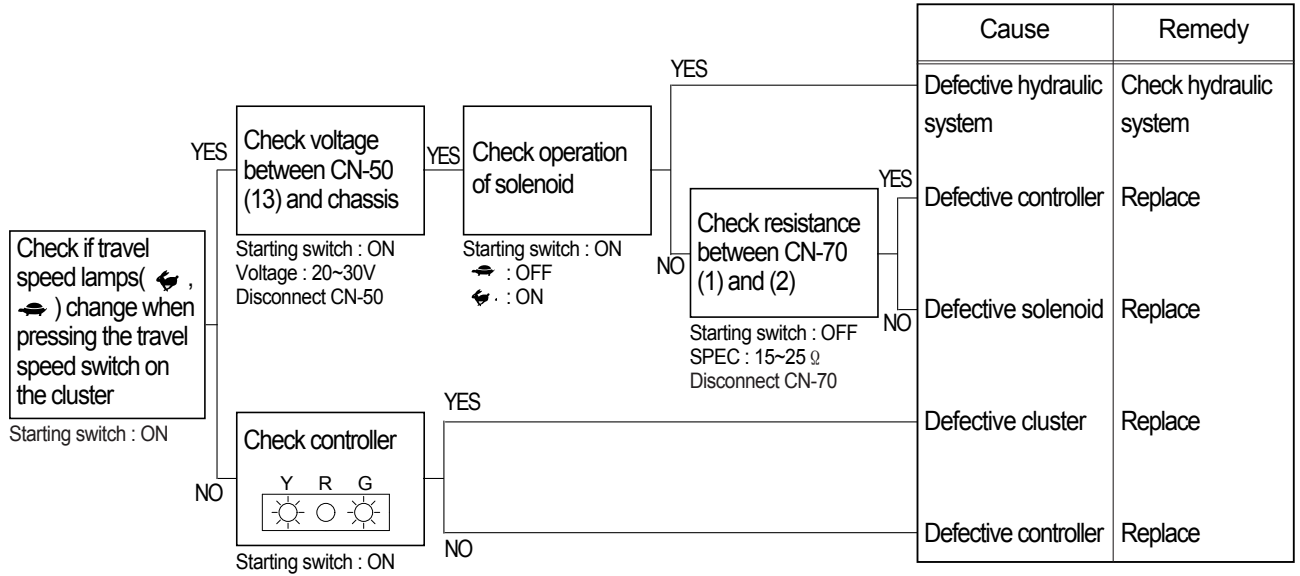 Check if travel
speed lamps( ,
) change when
pressing the travel
speed switch on
the cluster
Starting switch : ON
YES
NO
Check voltage
between CN-50
(13) and chassis
Starting switch : ON
Voltage : 20~30V
Disconnect CN-50
YES
Check operation
of solenoid
Starting switch : ON
: OFF
: ON
YES
NO
Check resistance
between CN-70
(1) and (2)
Starting switch : OFF
SPEC : 15~25 Ω
Disconnect CN-70
YES
NO
Check controller
Y R G
Starting switch : ON
YES
NO
Cause Remedy
Defective hydraulic Check hydraulic
system system
Defective controller Replace
Defective solenoid Replace
Defective cluster Replace
Defective controller Replace